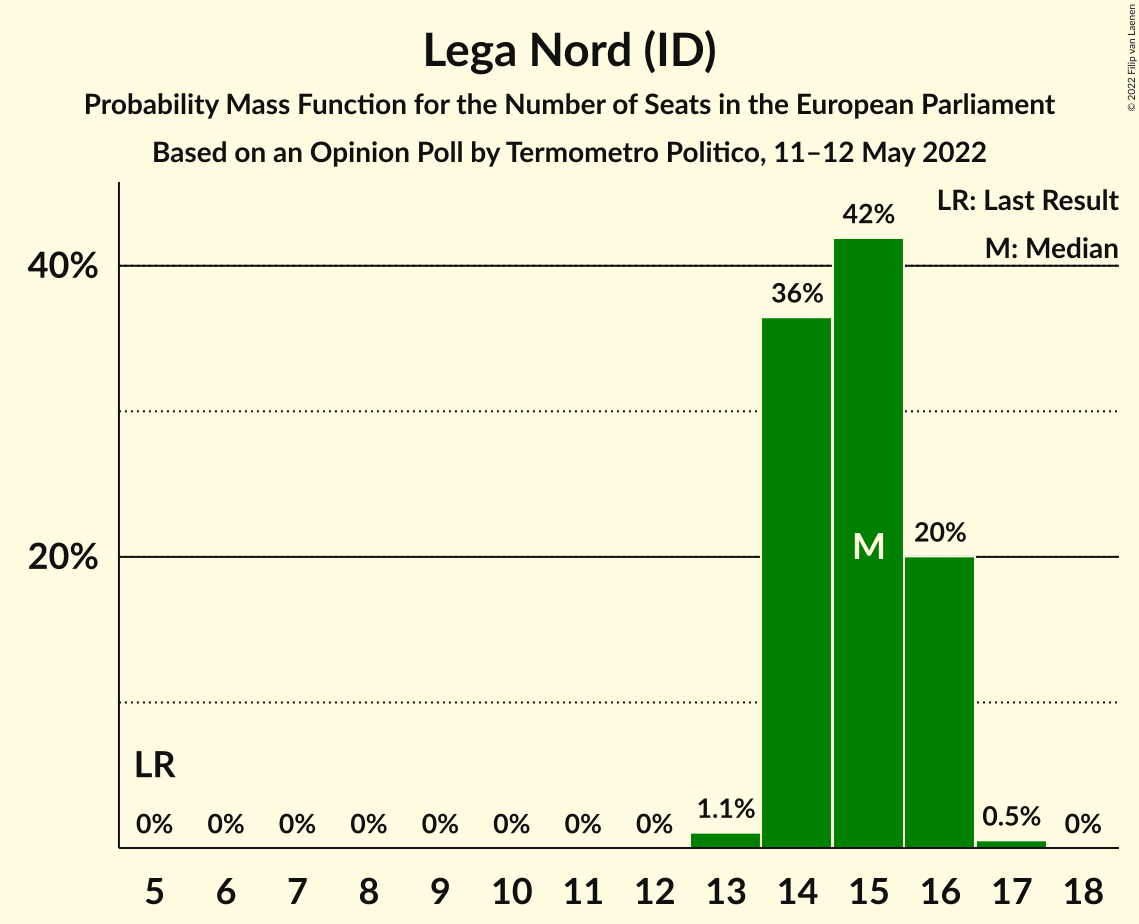 Lega Nord (ID)
Probability Mass Function for the Number of Seats in the European Parliament
Based on an Opinion Poll by Termometro Politico, 11–12 May 2022
© 2022 Filip van Laenen
LR: Last Result
M: Median
40%
20%
42%
36%
M
20%
LR
0% 0% 0% 0% 0% 0% 0% 0% 1.1% 0.5% 0%
5 6 7 8 9 10 11 12 13 14 15 16 17 18